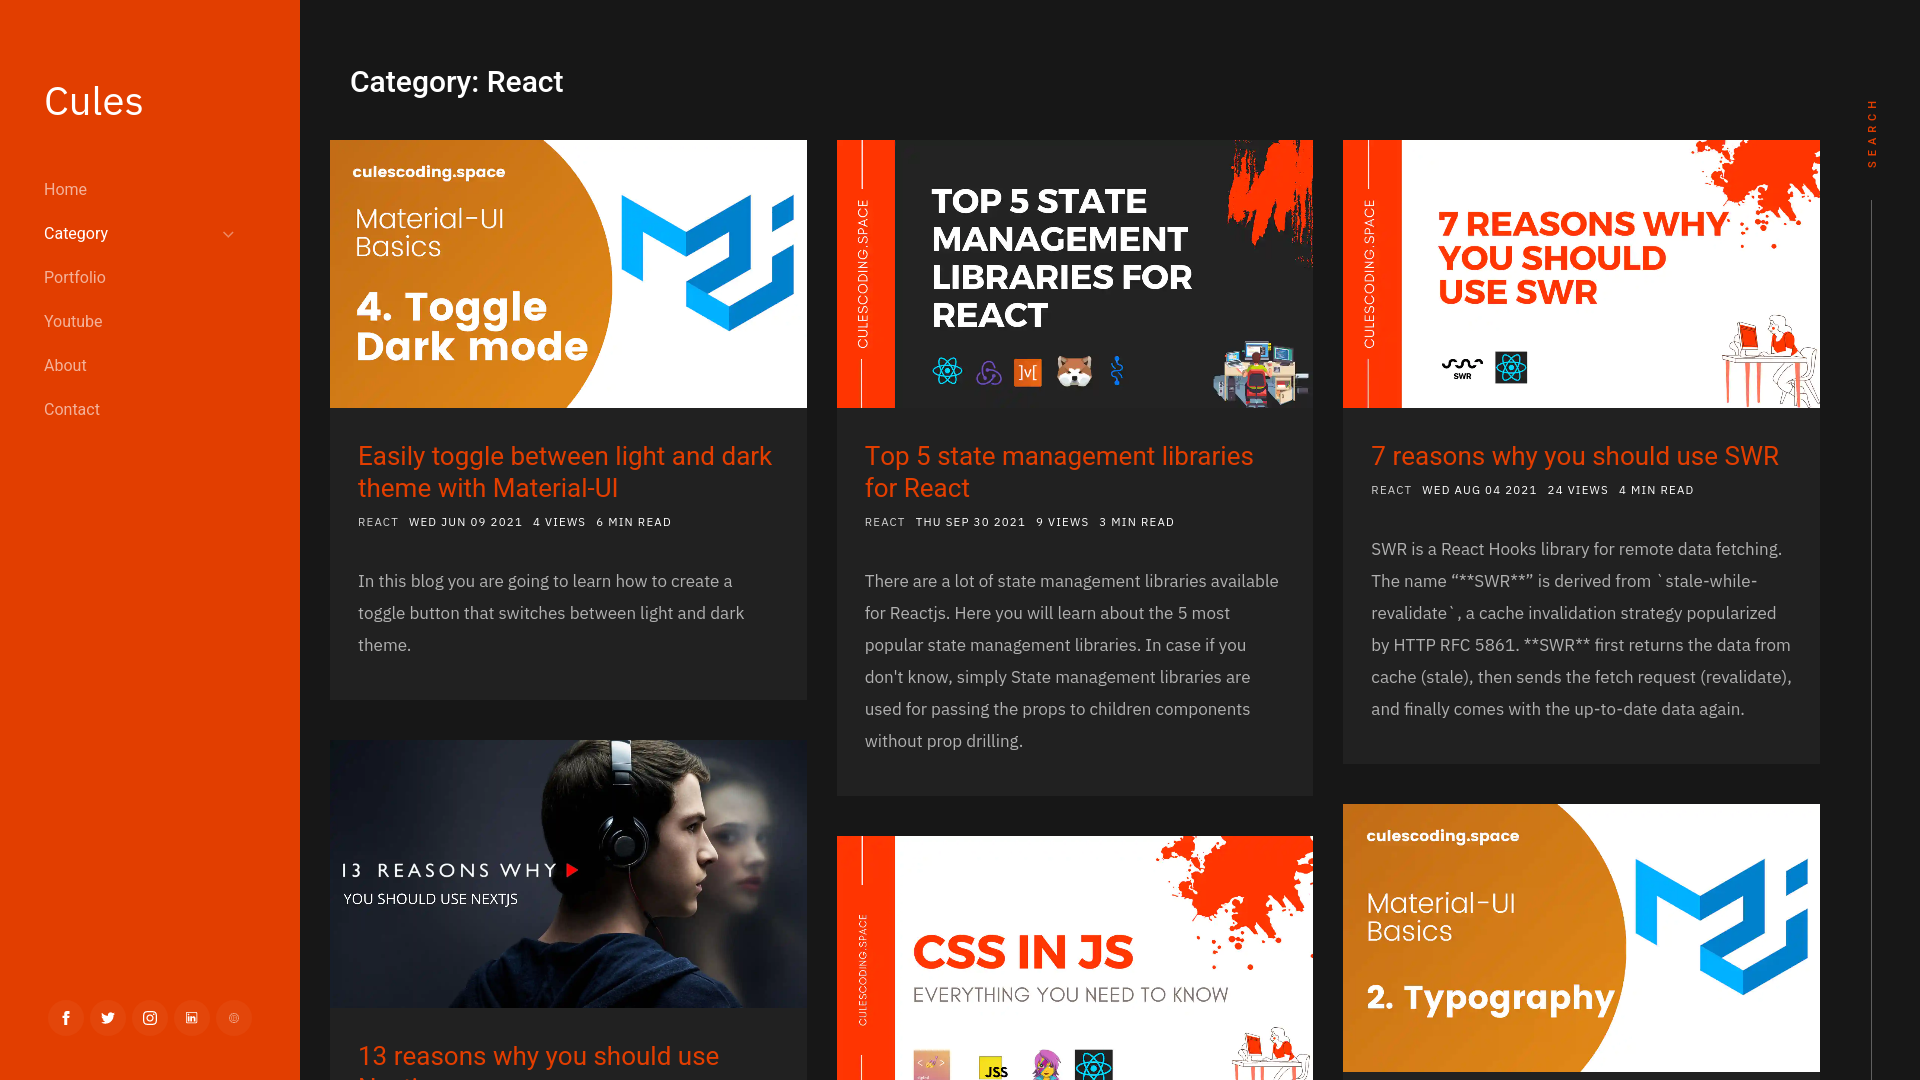 Cules
Home
Category
Portfolio
Youtube
About
Contact
Category: React
SEARCH
culescoding.space
Material-UI
Basics
4. Toggle
Dark mode
Easily toggle between light and dark
theme with Material-UI
REACT WED JUN 09 2021 4 VIEWS 6 MIN READ
In this blog you are going to learn how to create a
toggle button that switches between light and dark
theme.
CULESCODING.SPACE
TOP 5 STATE
MANAGEMENT
LIBRARIES FOR
REACT
]v[
Top 5 state management libraries
for React
REACT THU SEP 30 2021 9 VIEWS 3 MIN READ
There are a lot of state management libraries available
for Reactjs. Here you will learn about the 5 most
popular state management libraries. In case if you
don't know, simply State management libraries are
used for passing the props to children components
without prop drilling.
CULESCODING.SPACE
7 REASONS WHY
YOU SHOULD
USE SWR
SWR
7 reasons why you should use SWR
REACT WED AUG 04 2021 24 VIEWS 4 MIN READ
SWR is a React Hooks library for remote data fetching.
The name “**SWR**” is derived from `stale-while-
revalidate`, a cache invalidation strategy popularized
by HTTP RFC 5861. **SWR** first returns the data from
cache (stale), then sends the fetch request (revalidate),
and finally comes with the up-to-date data again.
13 REASONS WHY
YOU SHOULD USE NEXTJS
13 reasons why you should use
CULESCODING.SPACE
CSS IN JS
EVERYTHING YOU NEED TO KNOW
JSS
culescoding.space
Material-UI
Basics
2. Typography